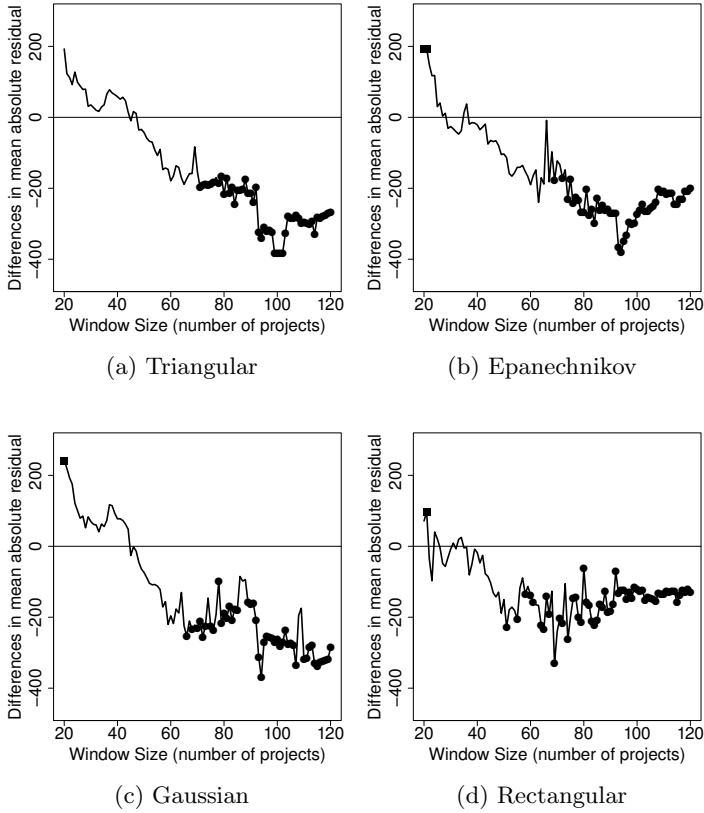 Differences in mean absolute residual
200
0
−200
−400
20 40 60 80 100 120
Window Size (number of projects)
(a) Triangular
Differences in mean absolute residual
200
0
−200
−400
20 40 60 80 100 120
Window Size (number of projects)
(b) Epanechnikov
Differences in mean absolute residual
200
0
−200
−400
20 40 60 80 100 120
Window Size (number of projects)
(c) Gaussian
Differences in mean absolute residual
200
0
−200
−400
20 40 60 80 100 120
Window Size (number of projects)
(d) Rectangular